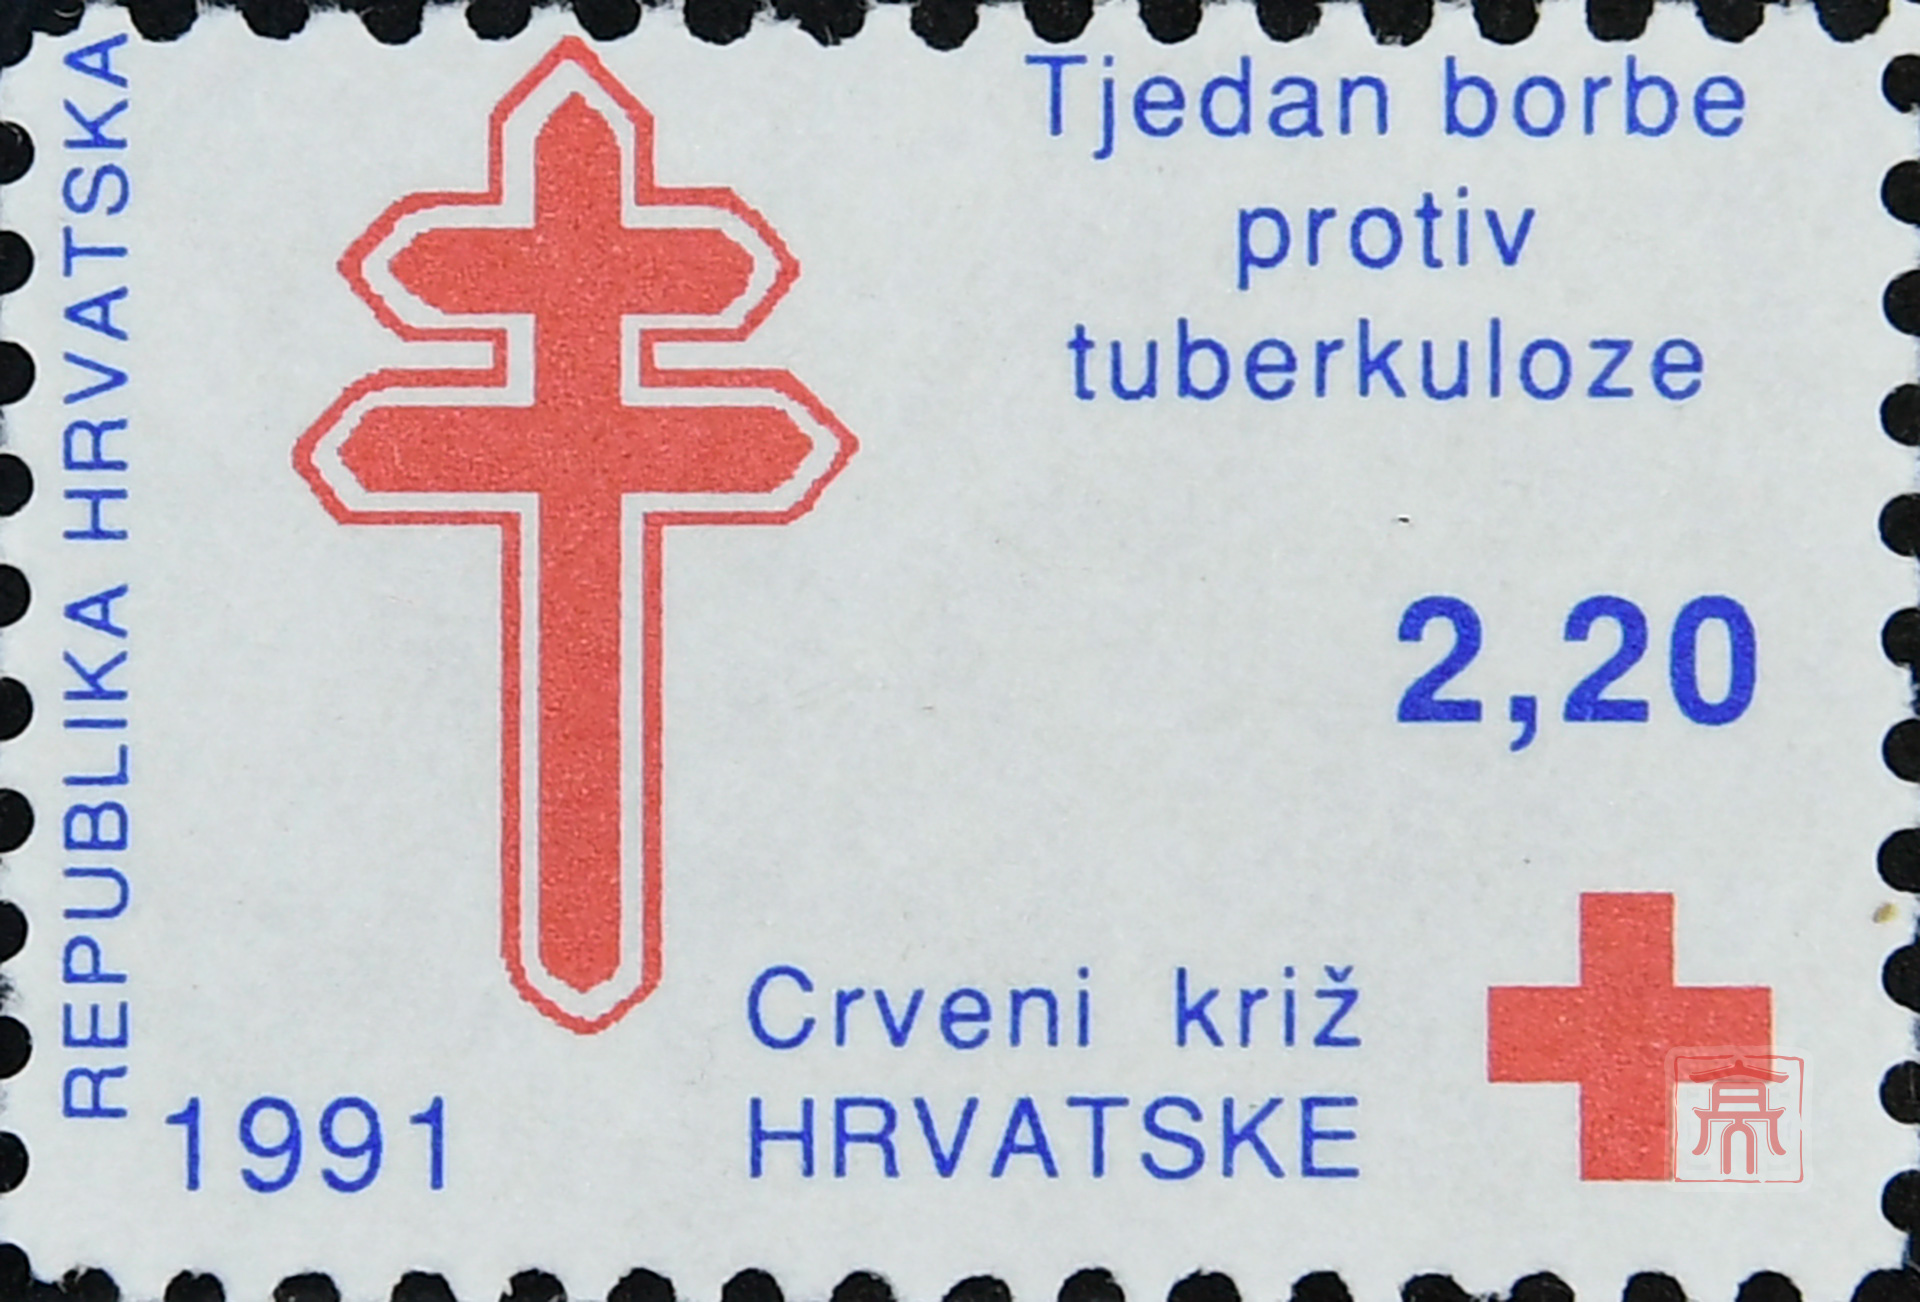 REPUBLIKA HRVATSKA
Tjedan borbe
protiv
tuberkuloze
2,20
Crveni križ
HRVATSKE
1991